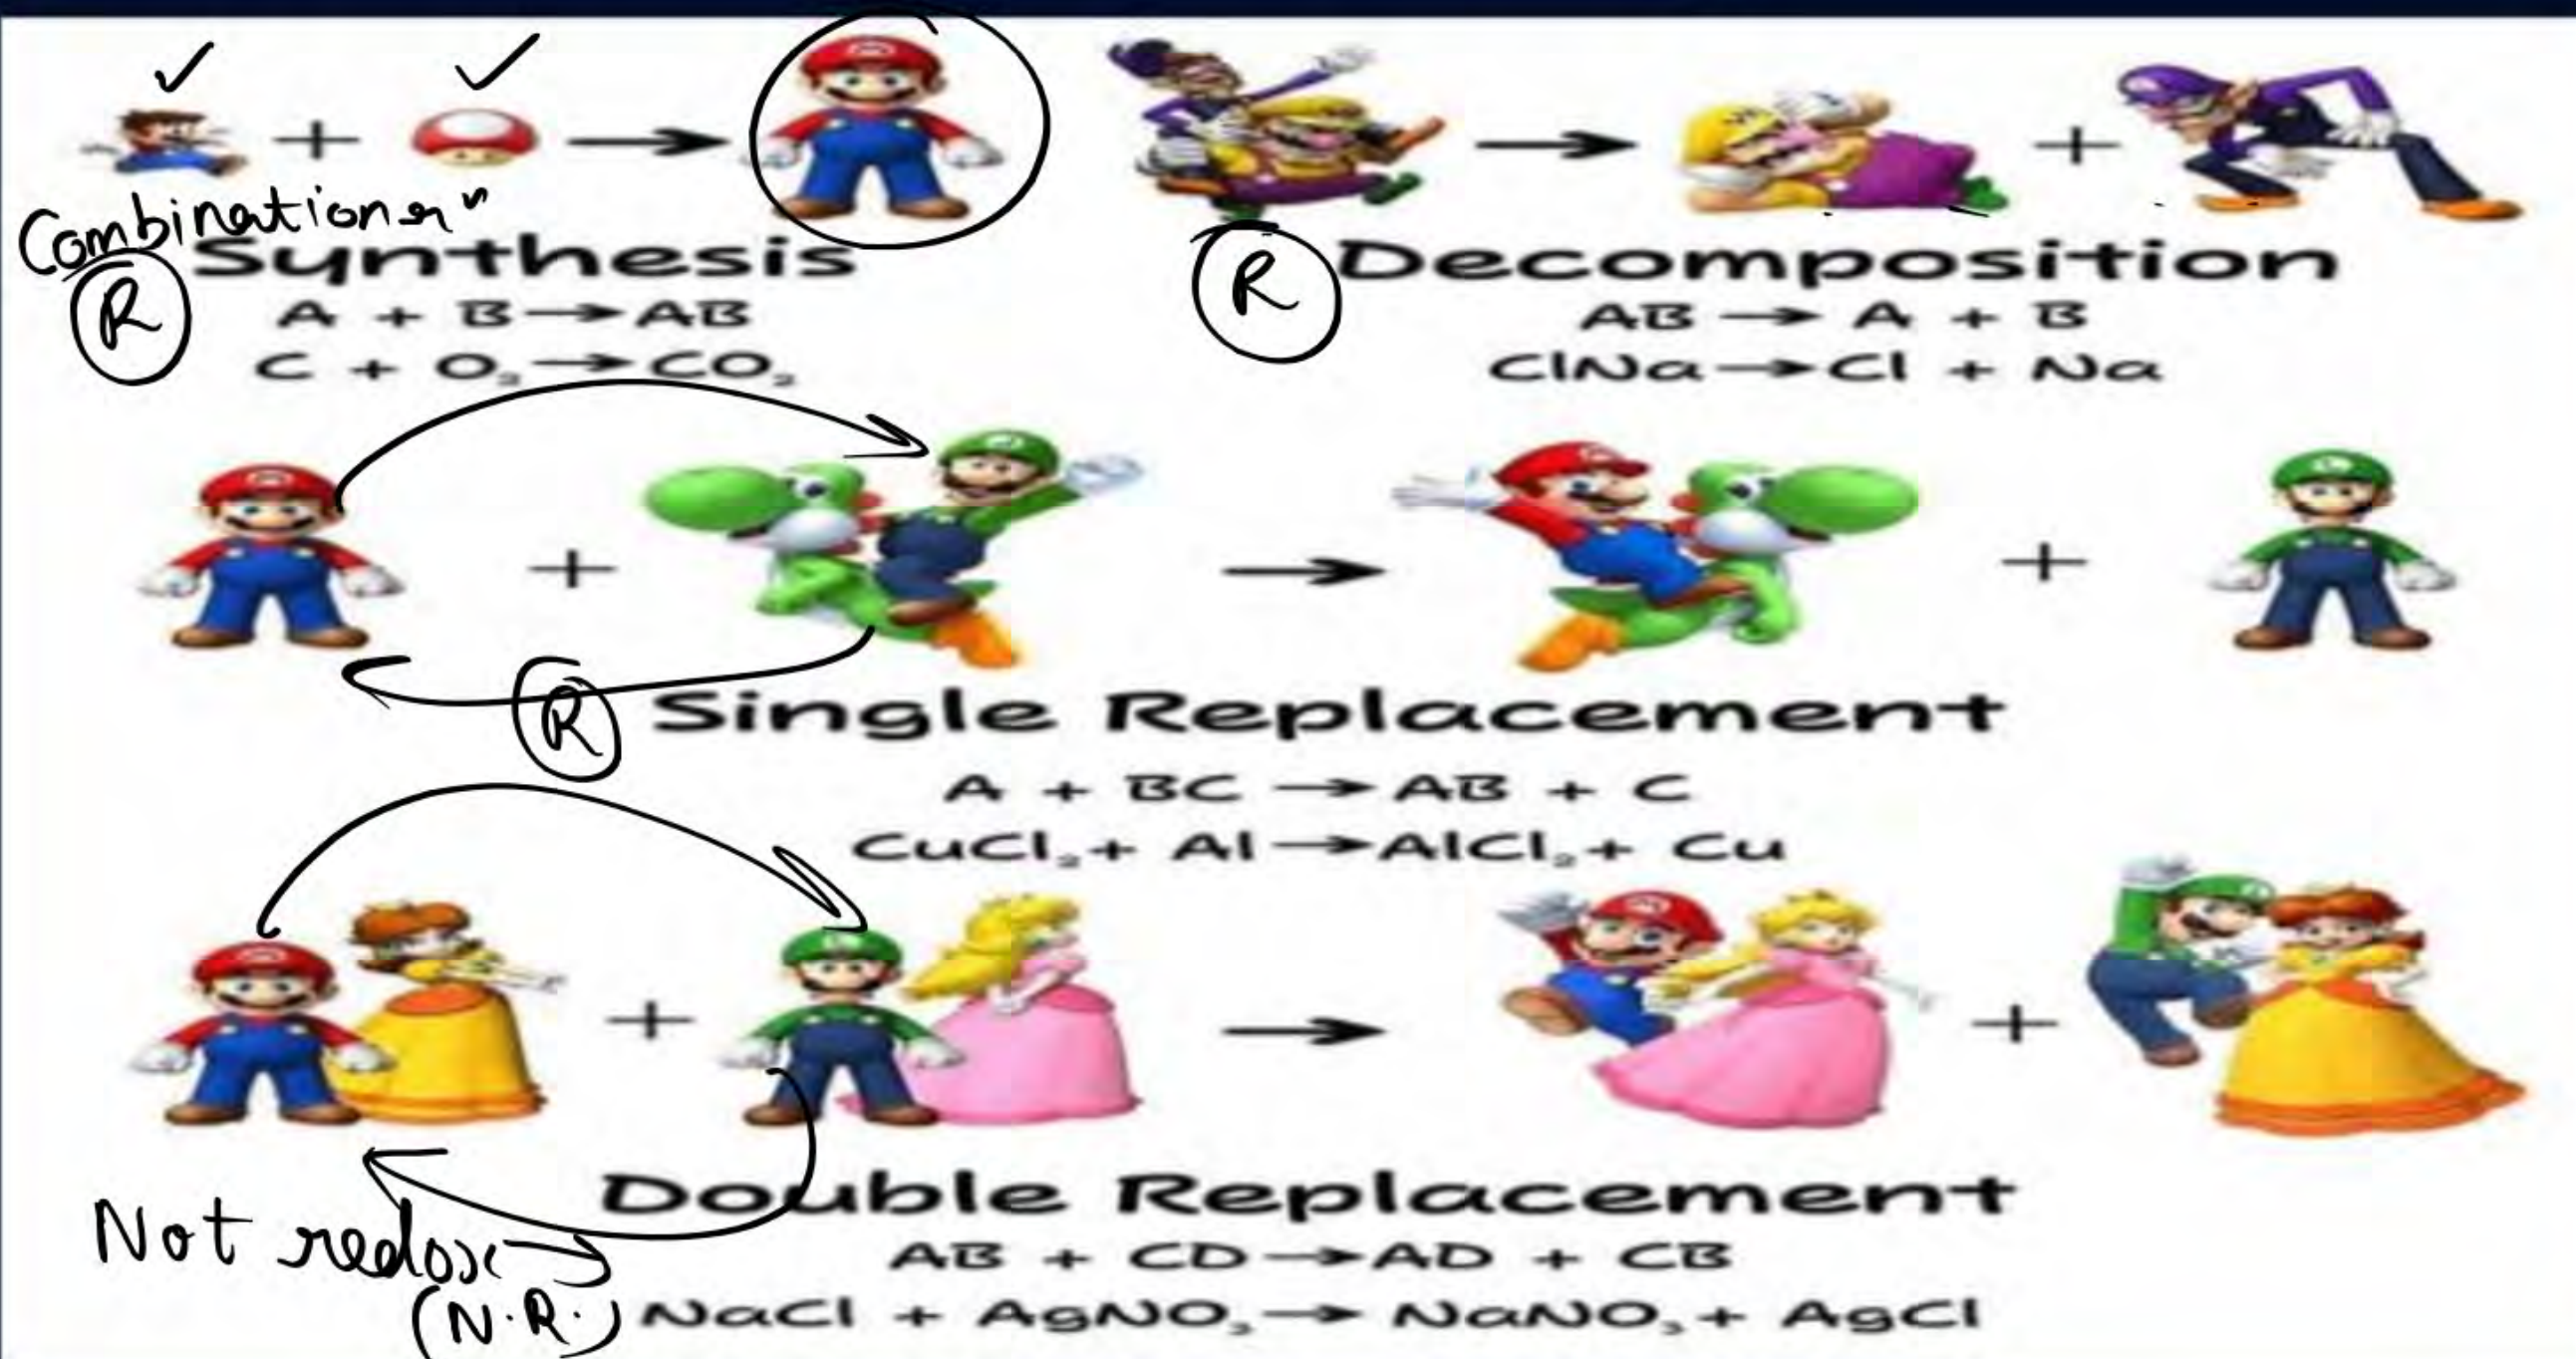 Combination rxn
Synthesis
R
A + B → AB
C + O₂ → CO₂
Decomposition
R
AB → A + B
ClNa → Cl + Na
R
Single Replacement
A + BC → AB + C
CuCl₂ + Al → AlCl₂ + Cu
Double Replacement
Not redox
(N.R.)
AB + CD → AD + CB
NaCl + AgNO₃ → NaNO₃ + AgCl